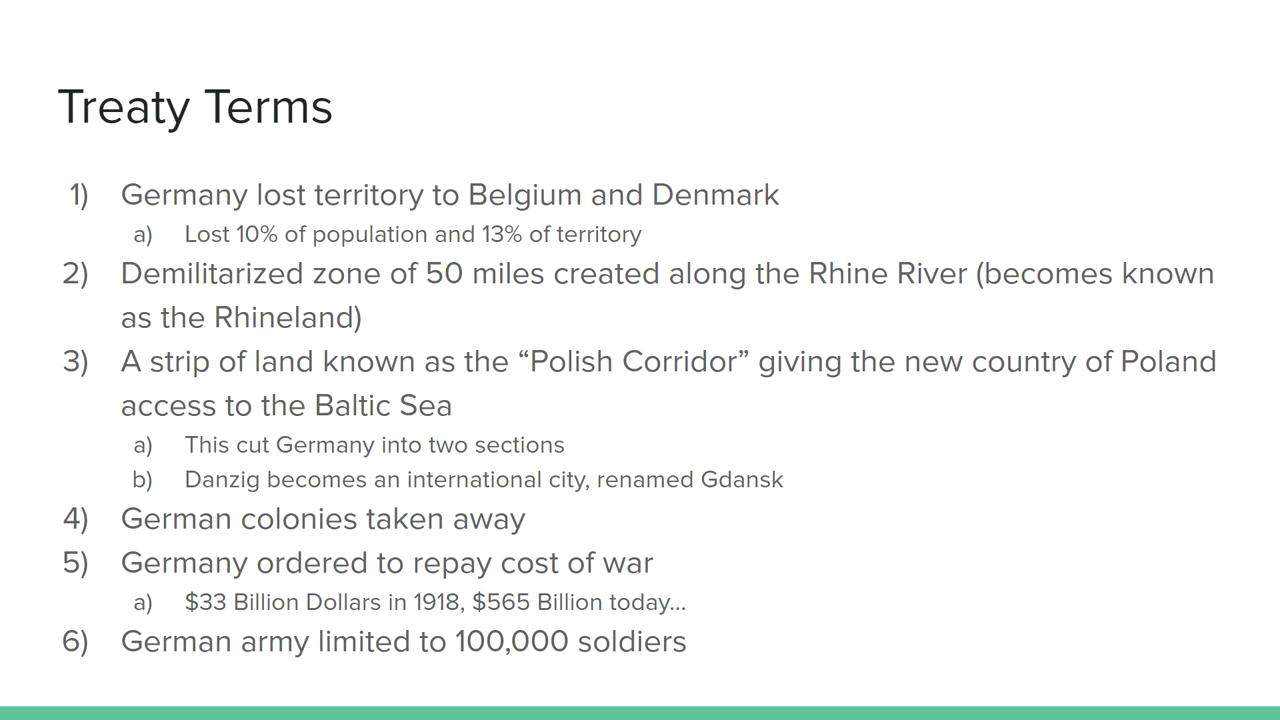 Treaty Terms
1) Germany lost territory to Belgium and Denmark
a) Lost 10% of population and 13% of territory
2) Demilitarized zone of 50 miles created along the Rhine River (becomes known
as the Rhineland)
3) A strip of land known as the “Polish Corridor” giving the new country of Poland
access to the Baltic Sea
a) This cut Germany into two sections
b) Danzig becomes an international city, renamed Gdansk
4) German colonies taken away
5) Germany ordered to repay cost of war
a) $33 Billion Dollars in 1918, $565 Billion today...
6) German army limited to 100,000 soldiers